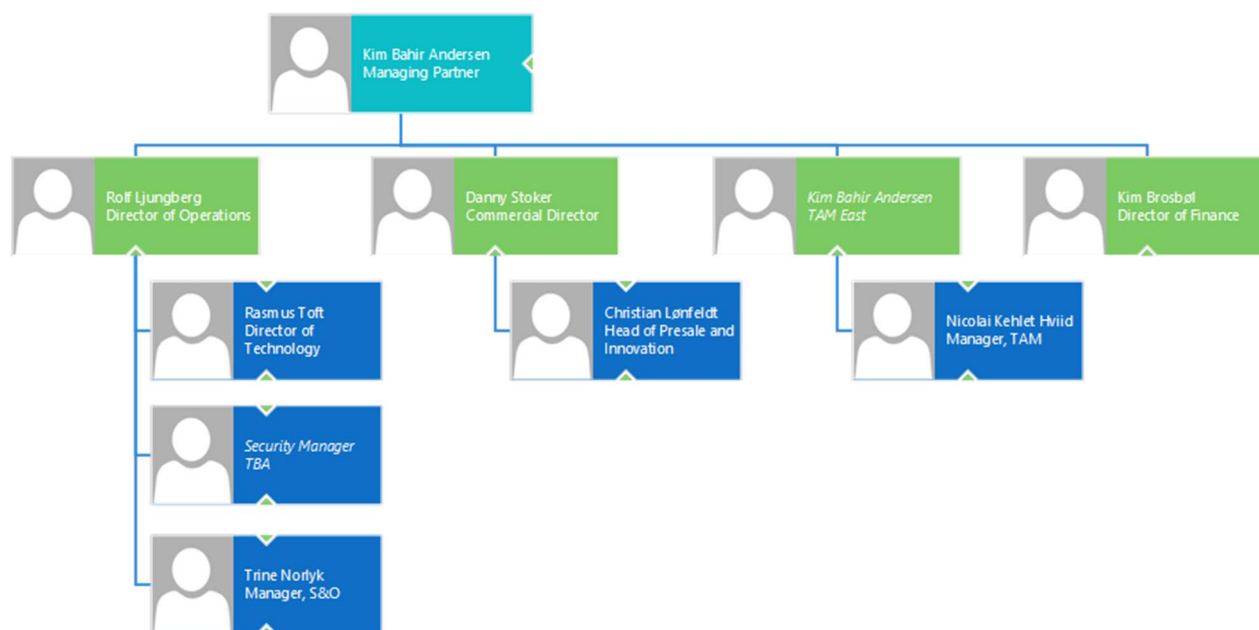 Kim Bahir Andersen
Managing Partner
Rolf Ljungberg
Director of Operations
Danny Stoker
Commercial Director
Kim Bahir Andersen
TAM East
Kim Brosbøl
Director of Finance
Rasmus Toft
Director of
Technology
Christian Lønfeldt
Head of Presale and
Innovation
Nicolai Kehlet Hviid
Manager, TAM
Security Manager
TBA
Trine Norlyk
Manager, S&O